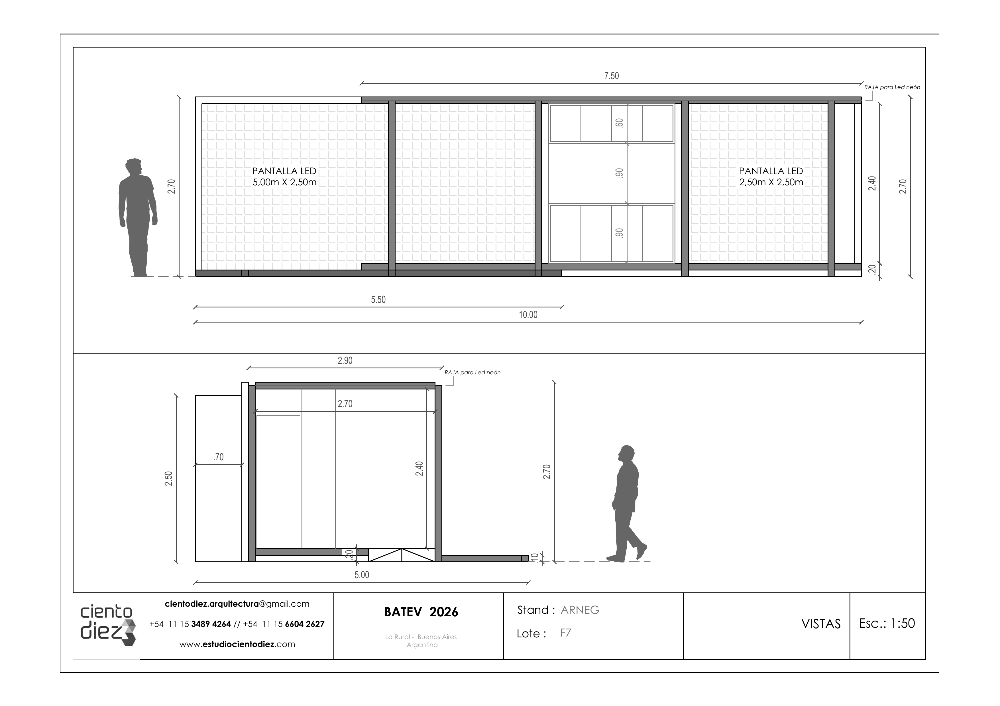 7.50
RAJA para Led neón
.60
PANTALLA LED
5,00m X 2,50m
.90
PANTALLA LED
2,50m X 2,50m
2.70
2.40
2.70
.90
.20
5.50
10.00
2.90
RAJA para Led neón
2.70
.70
2.50
2.40
2.70
.20
.10
5.00
ciento
diez
cientodiez.arquitectura@gmail.com
+54 11 15 3489 4264 // +54 11 15 6604 2627
www.estudiocientodiez.com
BATEV 2026
La Rural - Buenos Aires
Argentina
Stand : ARNEG
Lote : F7
VISTAS
Esc.: 1:50